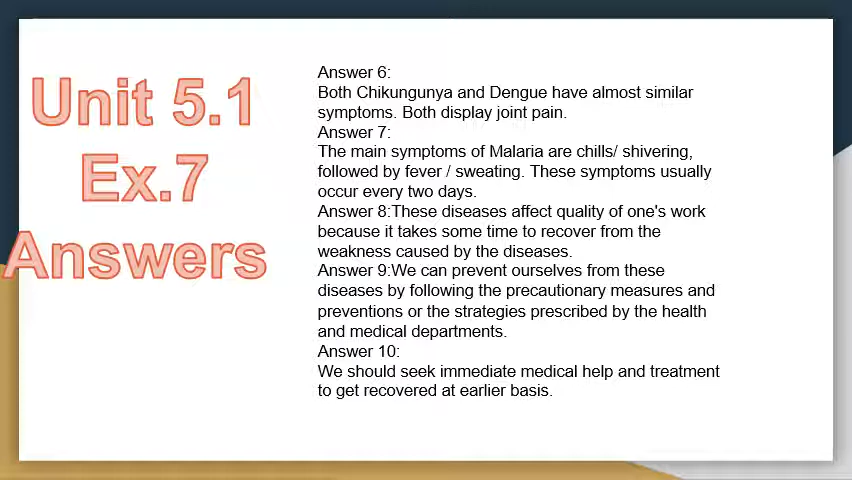 Unit 5.1
Ex.7
Answers
Answer 6:
Both Chikungunya and Dengue have almost similar
symptoms. Both display joint pain.
Answer 7:
The main symptoms of Malaria are chills/ shivering,
followed by fever / sweating. These symptoms usually
occur every two days.
Answer 8:These diseases affect quality of one's work
because it takes some time to recover from the
weakness caused by the diseases.
Answer 9:We can prevent ourselves from these
diseases by following the precautionary measures and
preventions or the strategies prescribed by the health
and medical departments.
Answer 10:
We should seek immediate medical help and treatment
to get recovered at earlier basis.